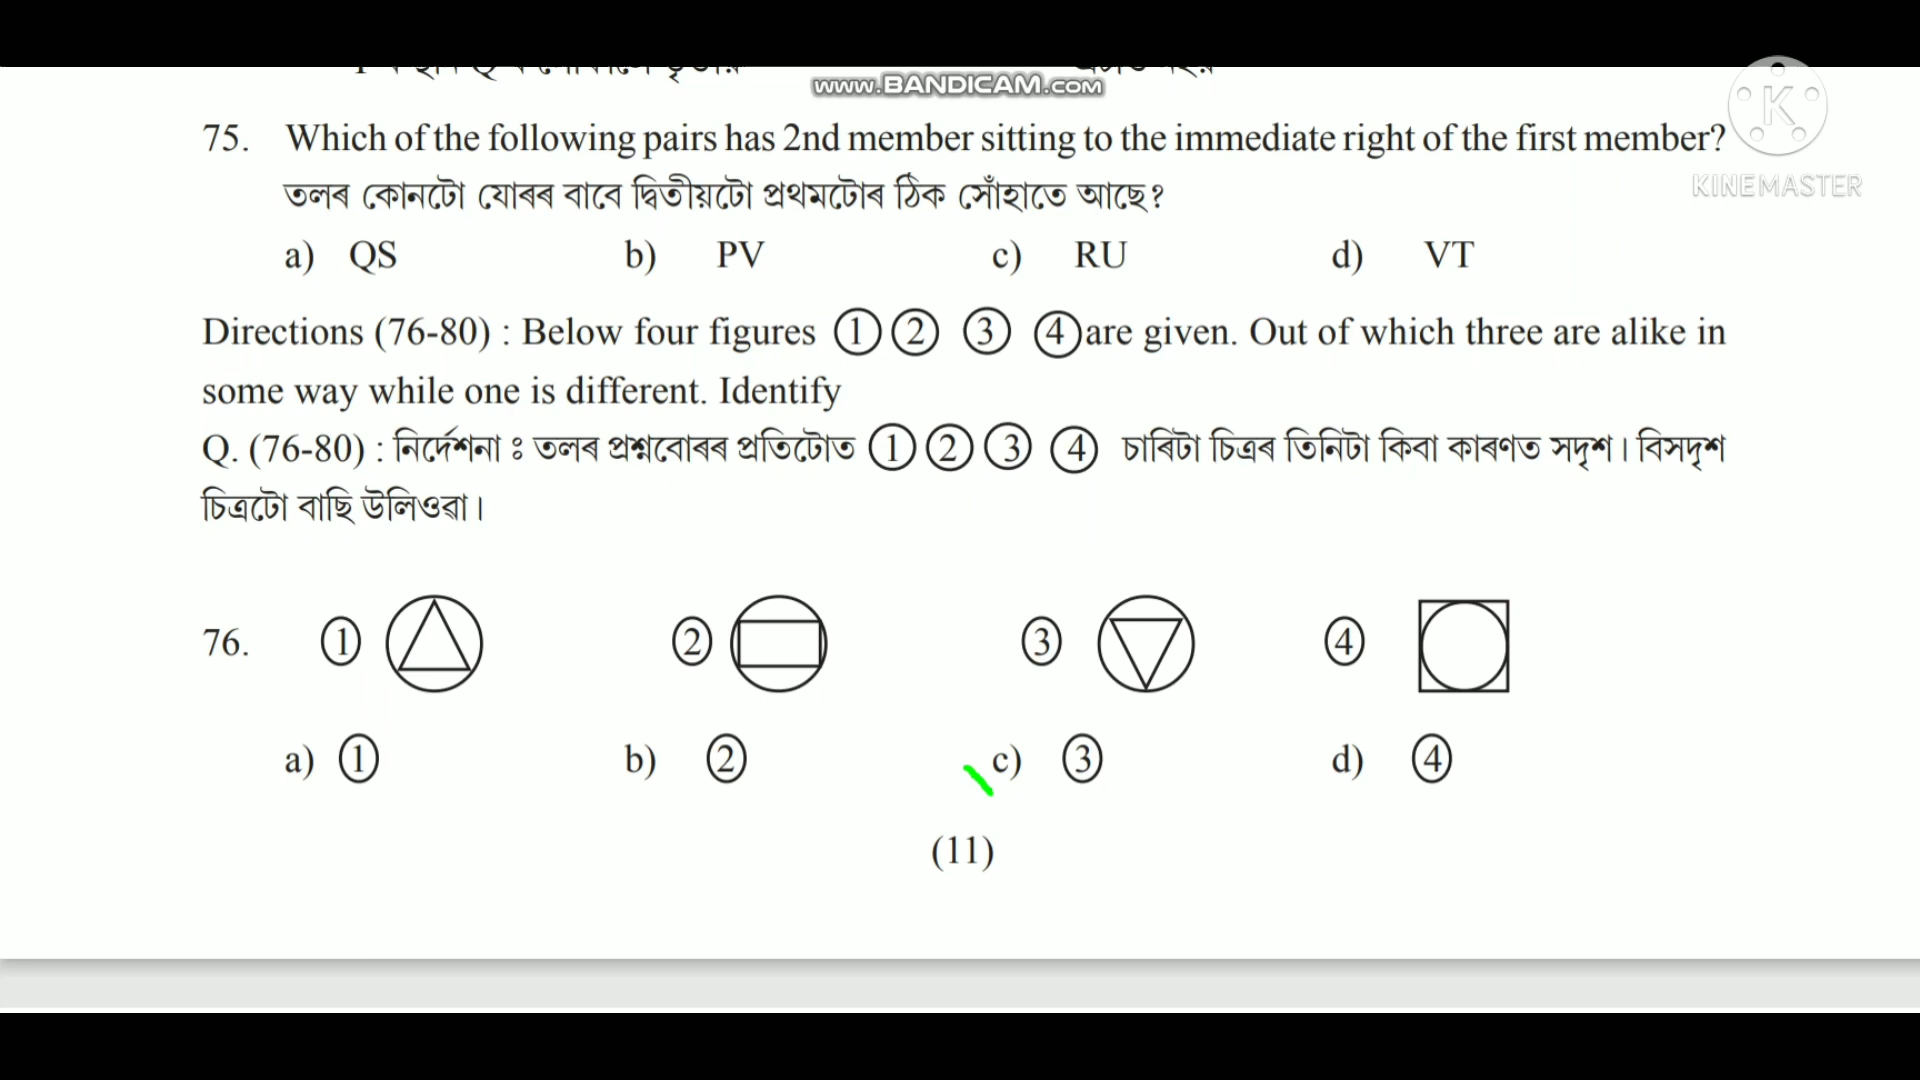 www.BANDICAM.com
KINEMASTER
75. Which of the following pairs has 2nd member sitting to the immediate right of the first member?
তলৰ কোনটো যোৰৰ বাবে দ্বিতীয়টো প্ৰথমটোৰ ঠিক সোঁহাতে আছে?
a) QS b) PV c) RU d) VT
Directions (76-80) : Below four figures ① ② ③ ④ are given. Out of which three are alike in
some way while one is different. Identify
Q. (76-80) : নিৰ্দেশনা ঃ তলৰ প্ৰশ্নবোৰৰ প্ৰতিটোত ① ② ③ ④ চাৰিটা চিত্ৰৰ তিনিটা কিবা কাৰণত সদৃশ। বিসদৃশ
চিত্ৰটো বাছি উলিওৱা।
76. ① ② ③ ④
a) ① b) ② c) ③ d) ④
(11)